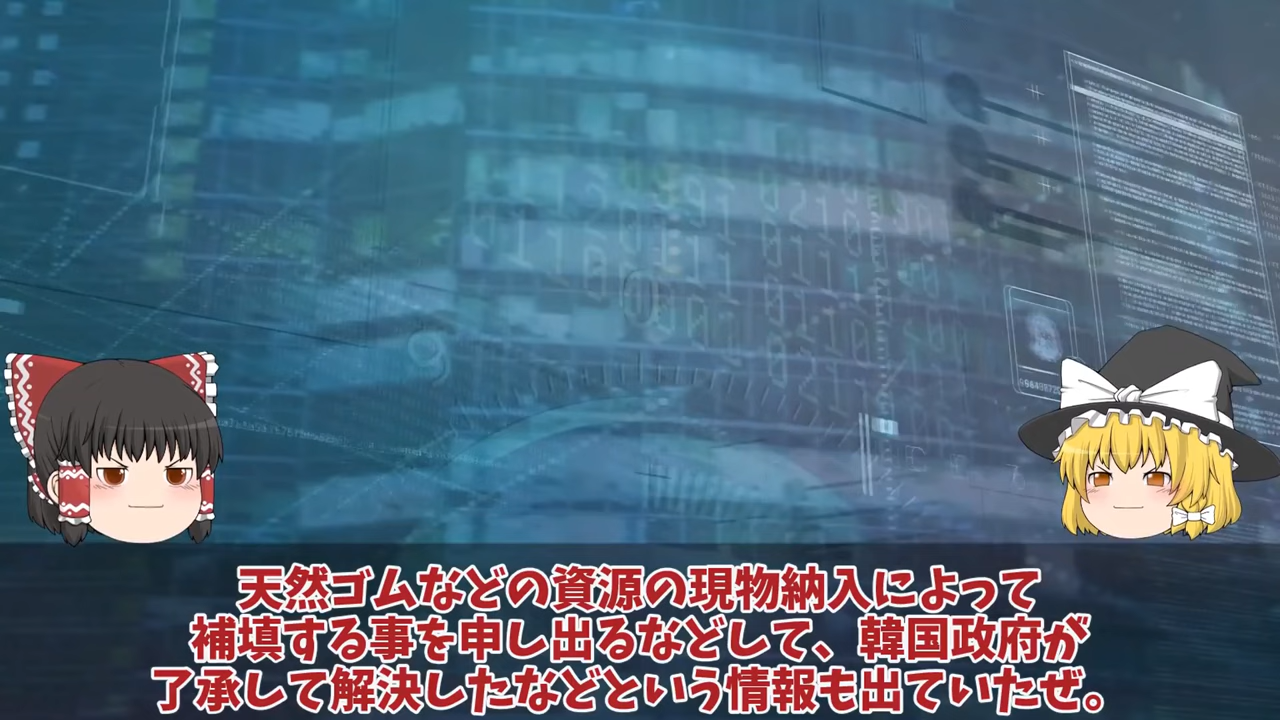 天然ゴムなどの資源の現物納入によって
補填する事を申し出るなどして、韓国政府が
了承して解決したなどという情報も出ていたぜ。